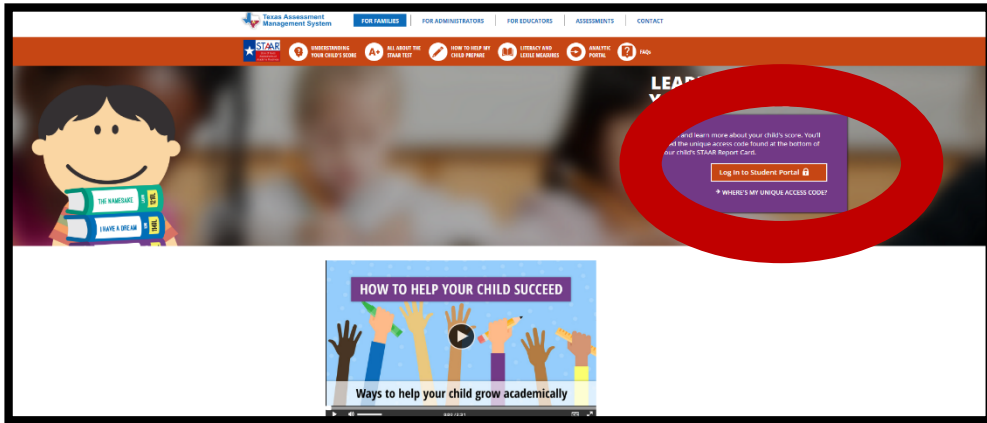 Texas Assessment
Management System
FOR FAMILIES
FOR ADMINISTRATORS
FOR EDUCATORS
ASSESSMENTS
CONTACT
STAAR
UNDERSTANDING
YOUR CHILD'S SCORE
A+
ALL ABOUT THE
STAAR TEST
HOW TO HELP MY
CHILD PREPARE
LITERACY AND
LEXILE MEASURES
ANALYTIC
PORTAL
?
FAQs
and learn more about your child's score. You'll
the unique access code found at the bottom of
child's STAAR Report Card.
Log In to Student Portal
+ WHERE'S MY UNIQUE ACCESS CODE?
I HAVE A DREAM
HOW TO HELP YOUR CHILD SUCCEED
Ways to help your child grow academically